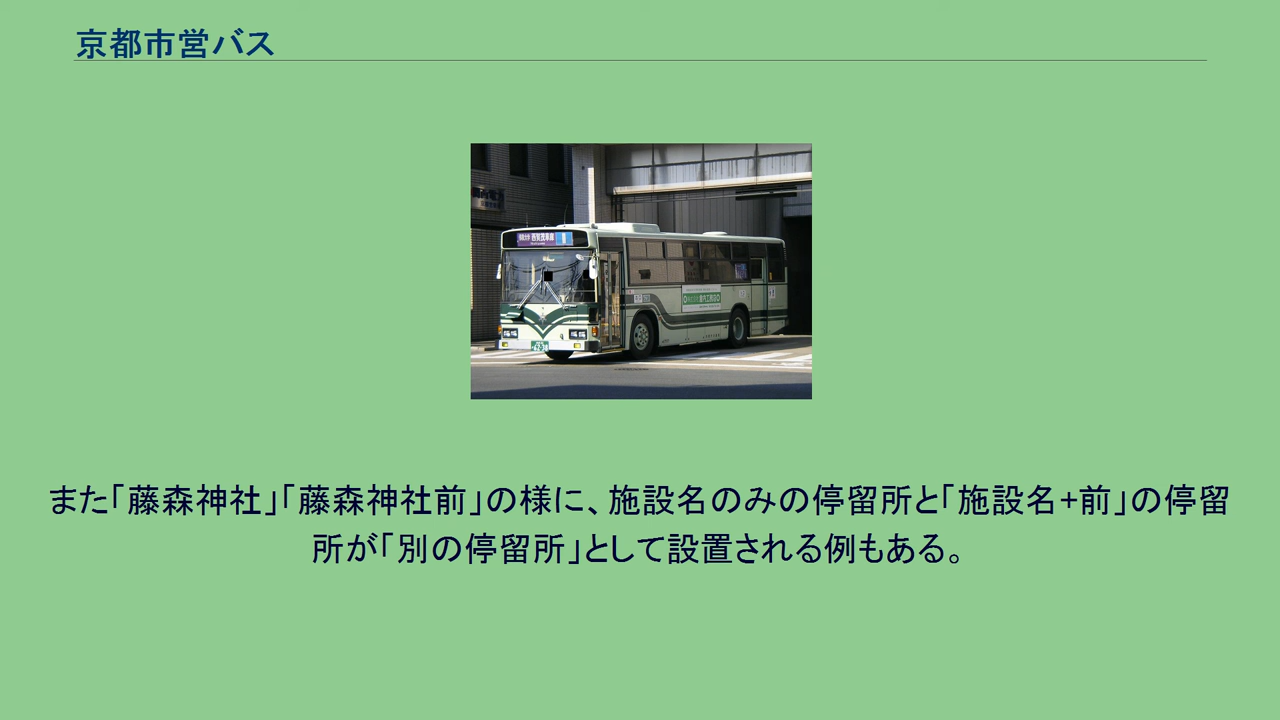 京都市営バス
また「藤森神社」「藤森神社前」の様に、施設名のみの停留所と「施設名+前」の停留
所が「別の停留所」として設置される例もある。